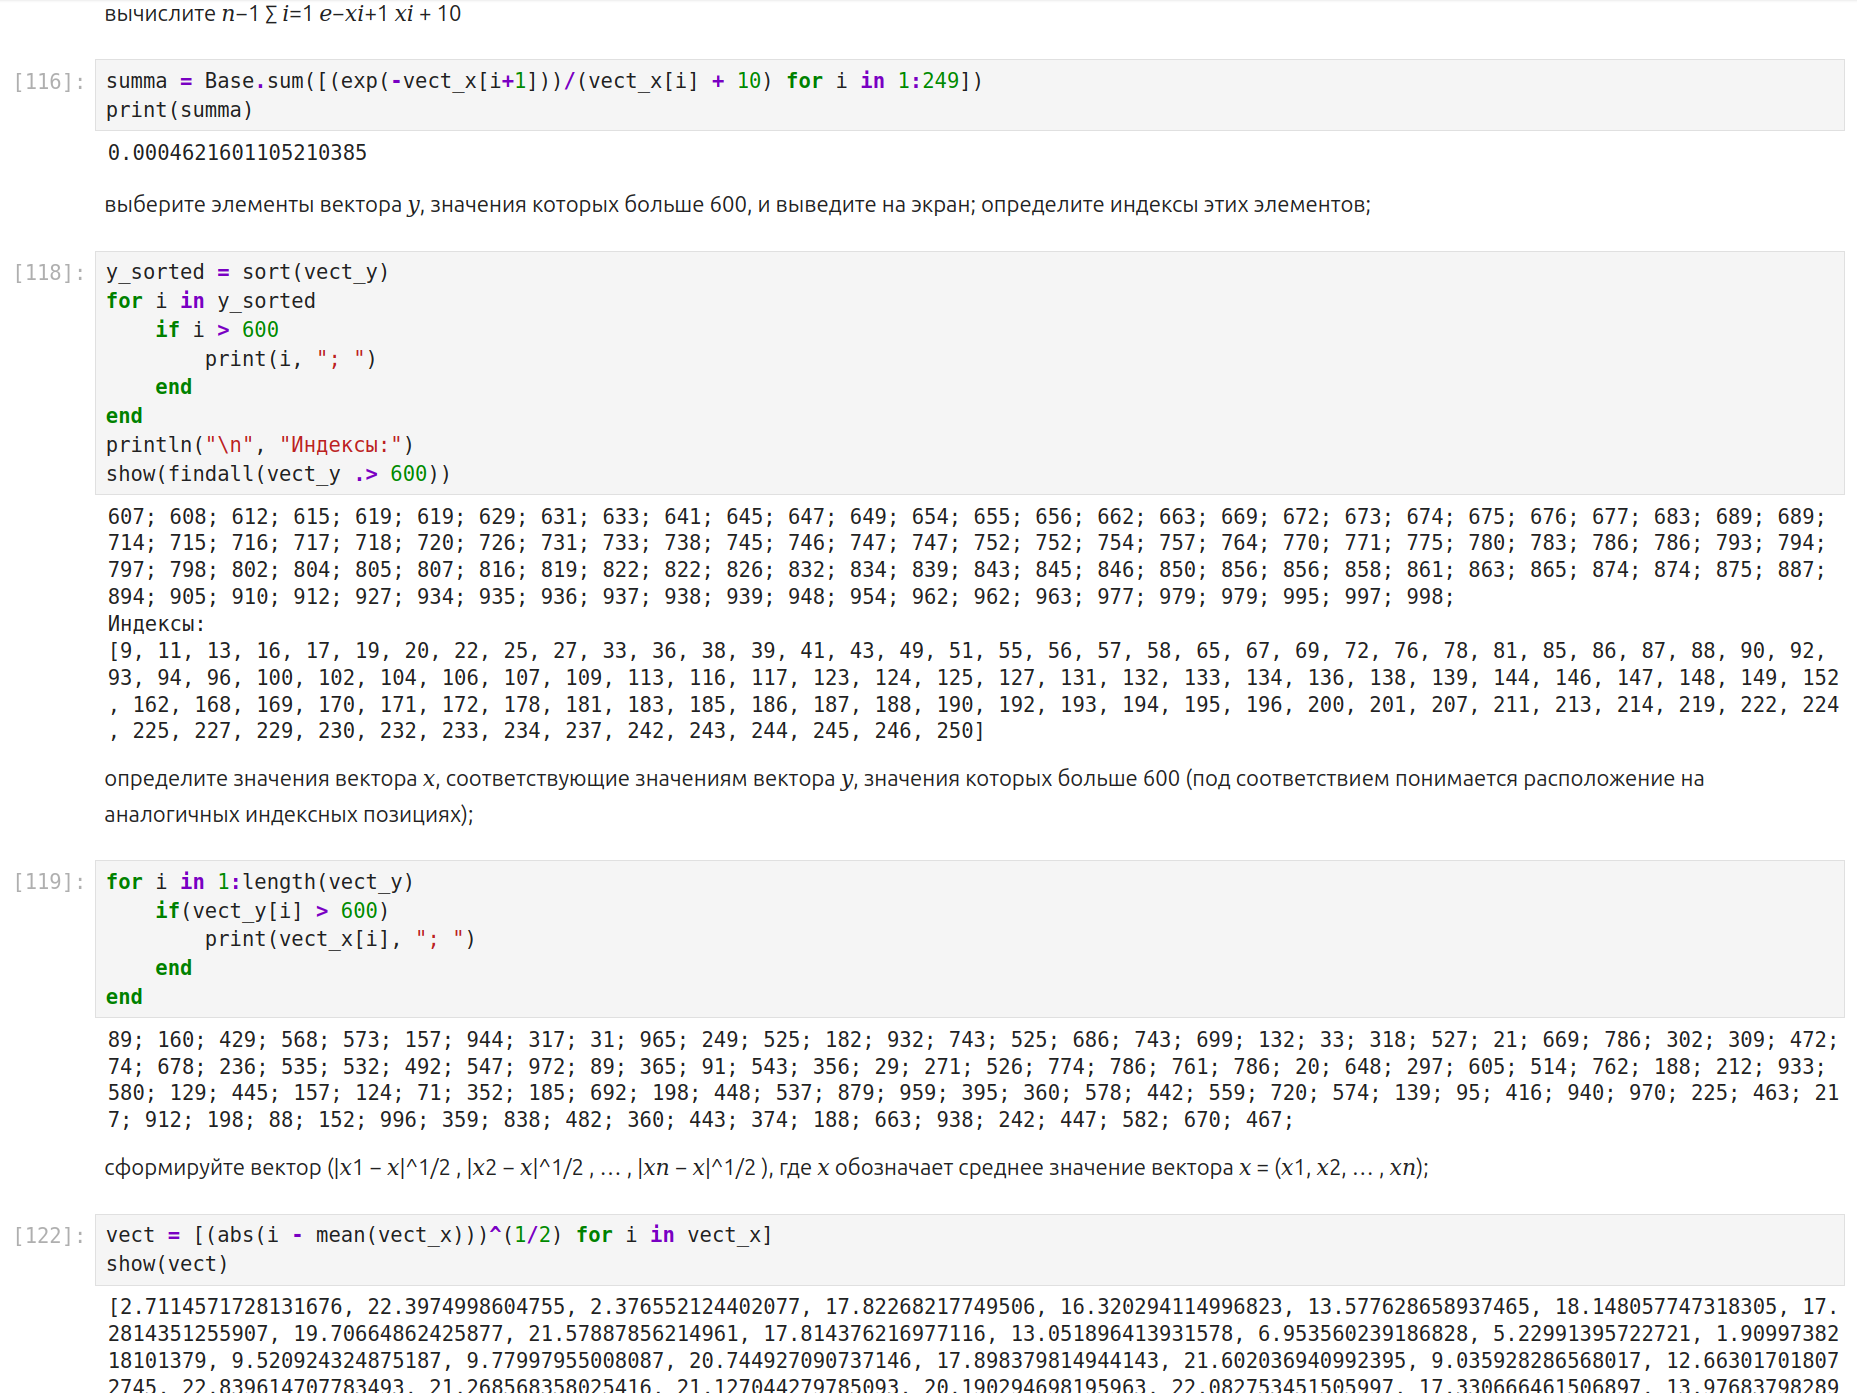 вычислите n−1 ∑ i=1 e−xi+1 xi + 10
[116]: summa = Base.sum([(exp(-vect_x[i+1]))/(vect_x[i] + 10) for i in 1:249])
print(summa)
0.0004621601105210385
выберите элементы вектора y, значения которых больше 600, и выведите на экран; определите индексы этих элементов;
[118]: y_sorted = sort(vect_y)
for i in y_sorted
    if i > 600
        print(i, "; ")
    end
end
println("\n", "Индексы:")
show(findall(vect_y .> 600))
607; 608; 612; 615; 619; 619; 629; 631; 633; 641; 645; 647; 649; 654; 655; 656; 662; 663; 669; 672; 673; 674; 675; 676; 677; 683; 689; 689;
714; 715; 716; 717; 718; 720; 726; 731; 733; 738; 745; 746; 747; 747; 752; 752; 754; 757; 764; 770; 771; 775; 780; 783; 786; 786; 793; 794;
797; 798; 802; 804; 805; 807; 816; 819; 822; 822; 826; 832; 834; 839; 843; 845; 846; 850; 856; 856; 858; 861; 863; 865; 874; 874; 875; 887;
894; 905; 910; 912; 927; 934; 935; 936; 937; 938; 939; 948; 954; 962; 962; 963; 977; 979; 979; 995; 997; 998;
Индексы:
[9, 11, 13, 16, 17, 19, 20, 22, 25, 27, 33, 36, 38, 39, 41, 43, 49, 51, 55, 56, 57, 58, 65, 67, 69, 72, 76, 78, 81, 85, 86, 87, 88, 90, 92,
93, 94, 96, 100, 102, 104, 106, 107, 109, 113, 116, 117, 123, 124, 125, 127, 131, 132, 133, 134, 136, 138, 139, 144, 146, 147, 148, 149, 152
, 162, 168, 169, 170, 171, 172, 178, 181, 183, 185, 186, 187, 188, 190, 192, 193, 194, 195, 196, 200, 201, 207, 211, 213, 214, 219, 222, 224
, 225, 227, 229, 230, 232, 233, 234, 237, 242, 243, 244, 245, 246, 250]
определите значения вектора x, соответствующие значениям вектора y, значения которых больше 600 (под соответствием понимается расположение на
аналогичных индексных позициях);
[119]: for i in 1:length(vect_y)
    if(vect_y[i] > 600)
        print(vect_x[i], "; ")
    end
end
89; 160; 429; 568; 573; 157; 944; 317; 31; 965; 249; 525; 182; 932; 743; 525; 686; 743; 699; 132; 33; 318; 527; 21; 669; 786; 302; 309; 472;
74; 678; 236; 535; 532; 492; 547; 972; 89; 365; 91; 543; 356; 29; 271; 526; 774; 786; 761; 786; 20; 648; 297; 605; 514; 762; 188; 212; 933;
580; 129; 445; 157; 124; 71; 352; 185; 692; 198; 448; 537; 879; 959; 395; 360; 578; 442; 559; 720; 574; 139; 95; 416; 940; 970; 225; 463; 21
7; 912; 198; 88; 152; 996; 359; 838; 482; 360; 443; 374; 188; 663; 938; 242; 447; 582; 670; 467;
сформируйте вектор (|x1 − x|^1/2 , |x2 − x|^1/2 , … , |xn − x|^1/2 ), где x обозначает среднее значение вектора x = (x1, x2, … , xn);
[122]: vect = [(abs(i - mean(vect_x)))^(1/2) for i in vect_x]
show(vect)
[2.7114571728131676, 22.3974998604755, 2.376552124402077, 17.82268217749506, 16.320294114996823, 13.577628658937465, 18.148057747318305, 17.
2814351255907, 19.70664862425877, 21.57887856214961, 17.814376216977116, 13.051896413931578, 6.953560239186828, 5.22991395722721, 1.90997382
18101379, 9.520924324875187, 9.77997955008087, 20.744927090737146, 17.898379814944143, 21.602036940992395, 9.035928286568017, 12.66301701807
2745, 22.839614707783493, 21.268568358025416, 21.127044279785093, 20.190294698195963, 22.082753451505997, 17.330666461506897, 13.97683798289